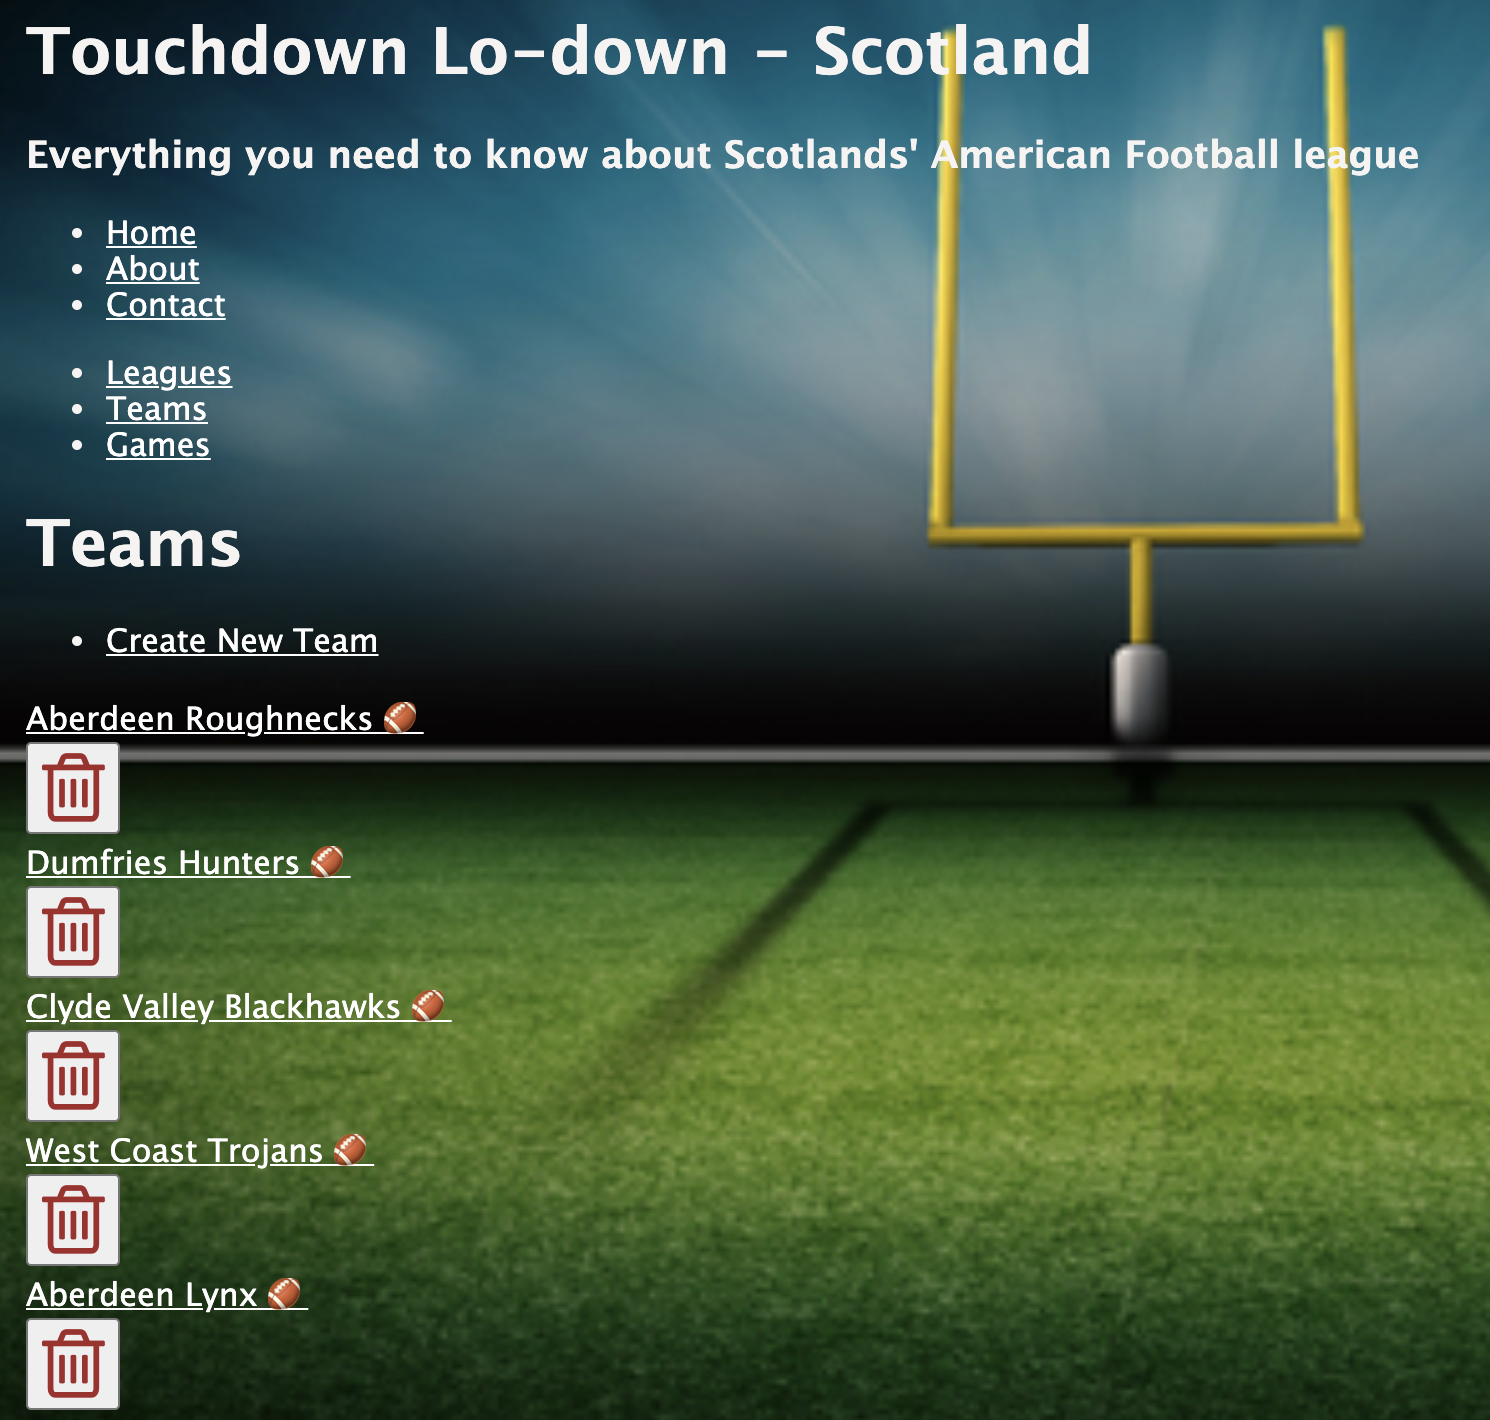 Touchdown Lo-down - Scotland
Everything you need to know about Scotlands' American Football league
Home
About
Contact
Leagues
Teams
Games
Teams
Create New Team
Aberdeen Roughnecks 🏈
Dumfries Hunters 🏈
Clyde Valley Blackhawks 🏈
West Coast Trojans 🏈
Aberdeen Lynx 🏈